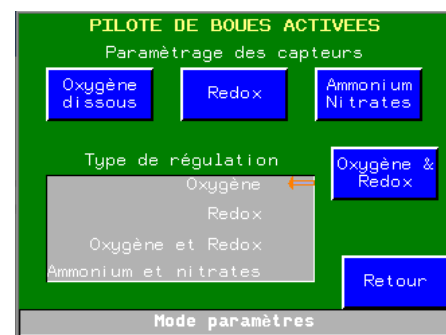 PILOTE DE BOUES ACTIVEES
Paramètrage des capteurs
Oxygène
dissous
Redox
Ammonium
Nitrates
Type de régulation
Oxygène &
Redox
Oxygène
Redox
Oxygène et Redox
Ammonium et nitrates
Retour
Mode paramètres